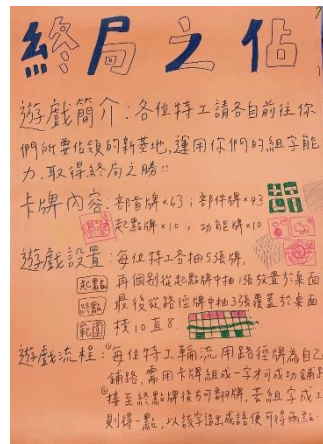 終局之佔
遊戲簡介:各位特工請各自前往你
們所要佔領的新基地,運用你們的組字能
力,取得終局之勝!!
卡牌內容:部首牌×63;部件牌×43
起點牌×10;功能牌×10
遊戲設置:每位特工各抽5張牌,
起點 再個別從起點牌中抽1張放置於桌面
終點 最後從路徑牌中抽3張覆蓋於桌面
範圍 橫10直8
遊戲流程:①每位特工輪流用路徑牌為自己
鋪路,需用卡牌組成一字才可成功鋪路
②接至終點牌後方可翻牌,若組字成工
則得一點,以該字造出成語便可得兩點.